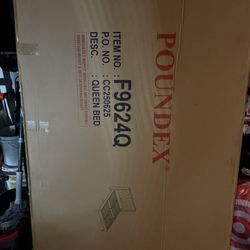 POUNDEX®
ITEM NO. : F9624Q
P.O. NO. : CC250625
DESC. : QUEEN BED